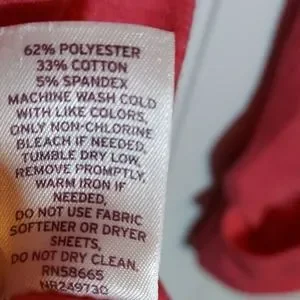 62% POLYESTER
33% COTTON
5% SPANDEX
MACHINE WASH COLD
WITH LIKE COLORS,
ONLY NON-CHLORINE
BLEACH IF NEEDED,
TUMBLE DRY LOW,
REMOVE PROMPTLY,
WARM IRON IF
NEEDED,
DO NOT USE FABRIC
SOFTENER OR DRYER
SHEETS,
DO NOT DRY CLEAN.
RN58665
NR249730